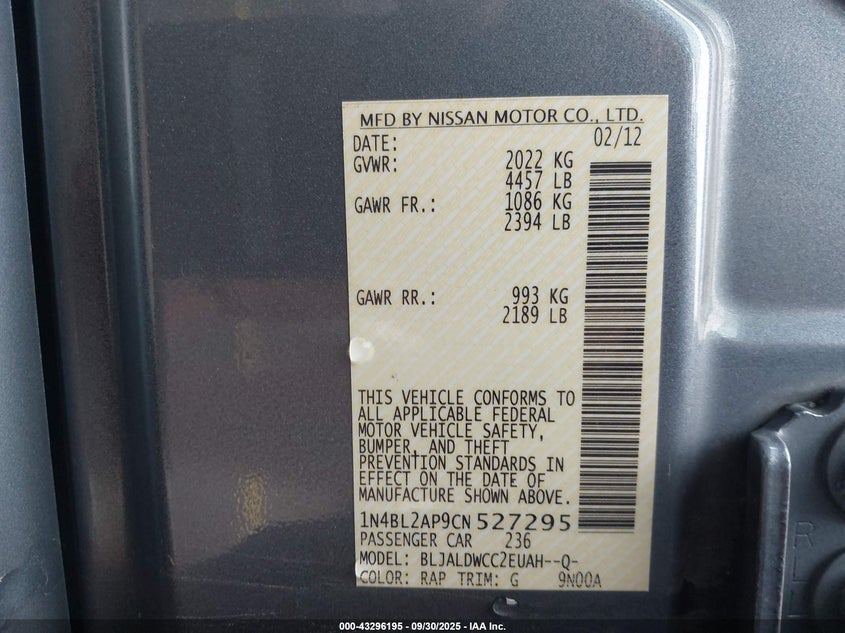 MFD BY NISSAN MOTOR CO., LTD.
DATE: 02/12
GVWR: 2022 KG
4457 LB
GAWR FR.: 1086 KG
2394 LB
GAWR RR.: 993 KG
2189 LB
THIS VEHICLE CONFORMS TO
ALL APPLICABLE FEDERAL
MOTOR VEHICLE SAFETY,
BUMPER, AND THEFT
PREVENTION STANDARDS IN
EFFECT ON THE DATE OF
MANUFACTURE SHOWN ABOVE.
1N4BL2AP9CN 527295
PASSENGER CAR 236
MODEL: BLJALDWCC2EUAH--Q-
COLOR: RAP TRIM: G 9N00A
000-43296195 - 09/30/2025 - IAA Inc.